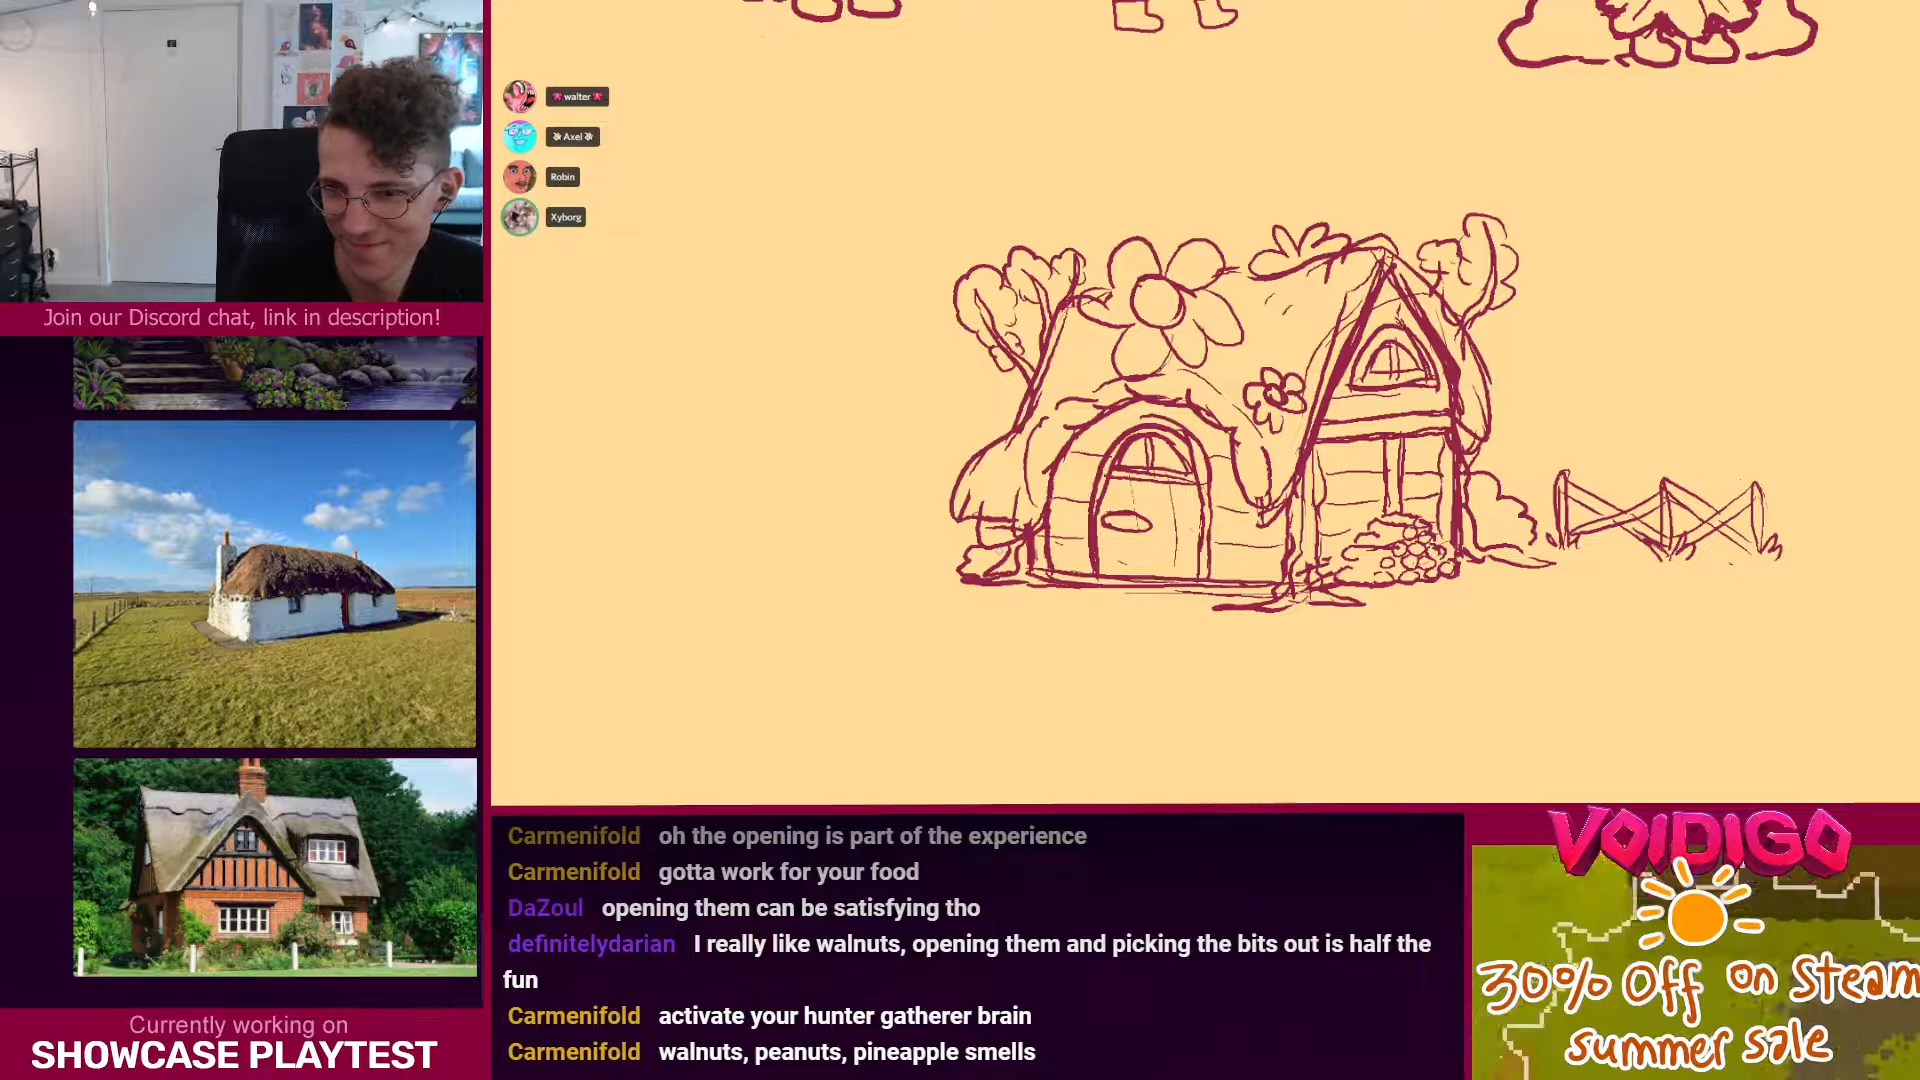 walter
Axel
Robin
Xyborg
Join our Discord chat, link in description!
Carmenifold oh the opening is part of the experience
Carmenifold gotta work for your food
DaZoul opening them can be satisfying tho
definitelydarian I really like walnuts, opening them and picking the bits out is half the
fun
Carmenifold activate your hunter gatherer brain
Carmenifold walnuts, peanuts, pineapple smells
Currently working on
SHOWCASE PLAYTEST
VOIDIGO
30% Off on Steam
summer sale